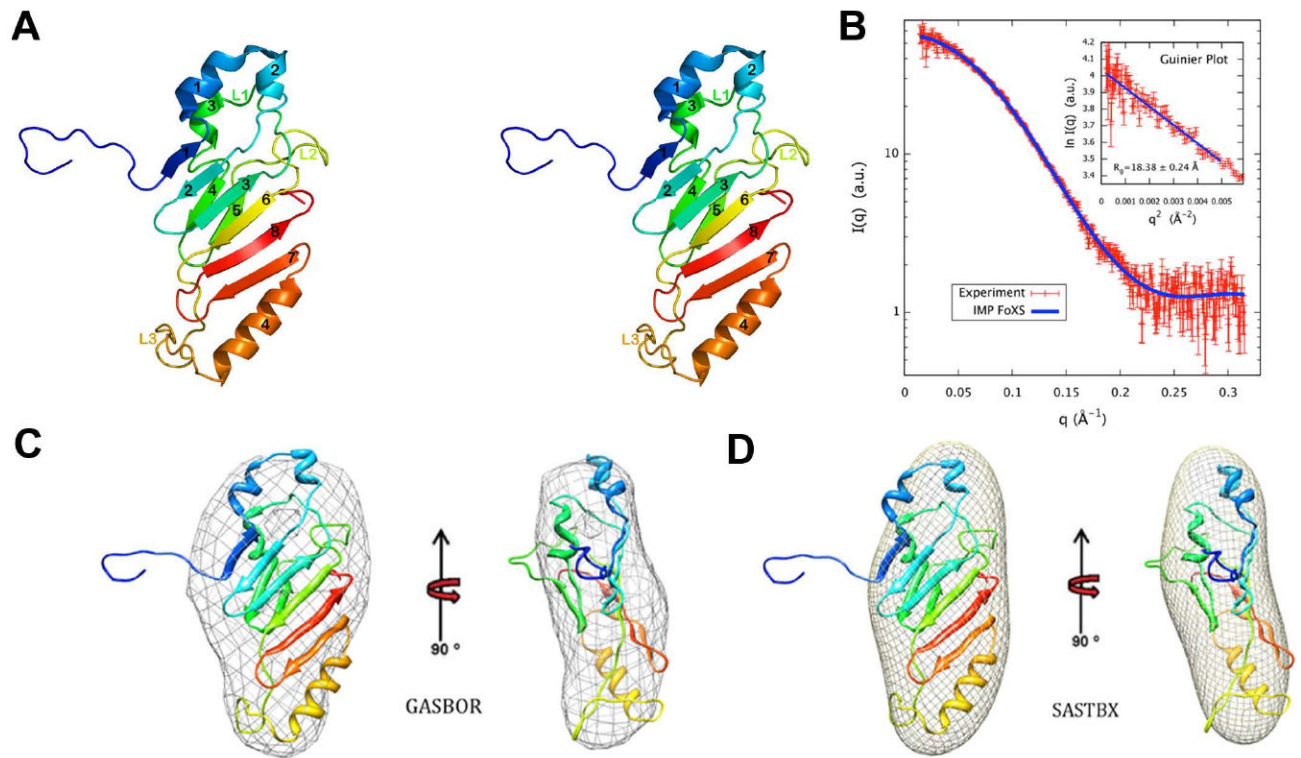 A
1
2
3
L1
1
L2
2
4
3
5
6
8
7
4
L3
1
2
3
L1
1
L2
2
4
3
5
6
8
7
4
L3
B
I(q) (a.u.)
10
1
0
0.05
0.1
0.15
0.2
0.25
0.3
q (Å⁻¹)
Experiment
IMP FoXS
Guinier Plot
ln I(q) (a.u.)
4.2
4.1
4
3.9
3.8
3.7
3.6
3.5
3.4
Rg=18.38 ± 0.24 Å
0
0.001
0.002
0.003
0.004
0.005
q² (Å⁻²)
C
90 °
GASBOR
D
90 °
SASTBX